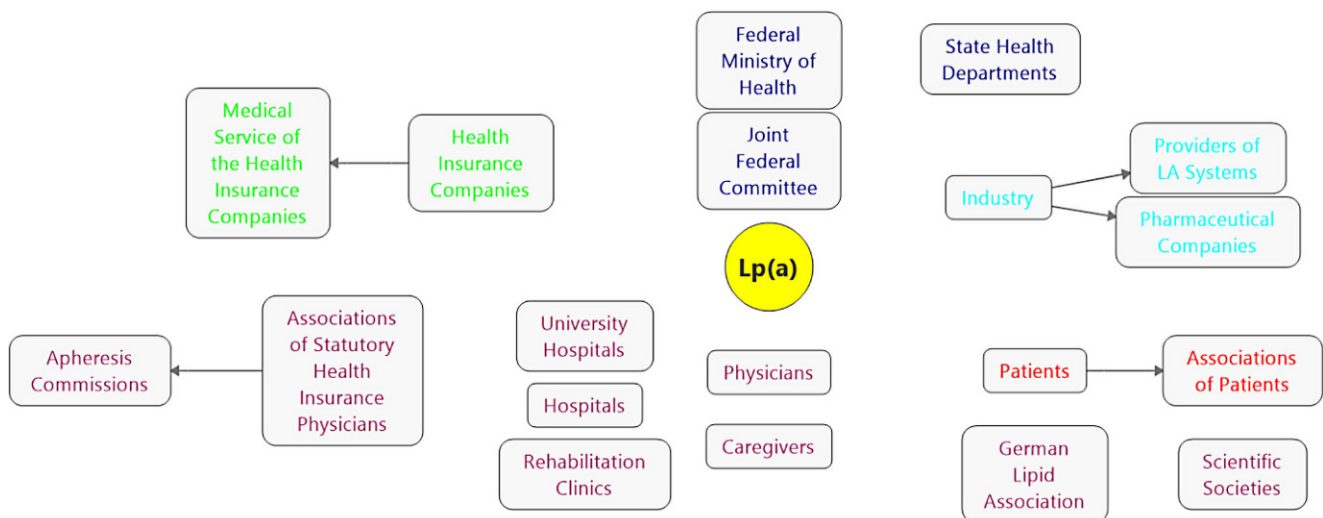 Federal
Ministry of
Health
State Health
Departments
Medical
Service of
the Health
Insurance
Companies
Health
Insurance
Companies
Joint
Federal
Committee
Industry
Providers of
LA Systems
Pharmaceutical
Companies
Lp(a)
Apheresis
Commissions
Associations
of Statutory
Health
Insurance
Physicians
University
Hospitals
Hospitals
Rehabilitation
Clinics
Physicians
Caregivers
Patients
Associations
of Patients
German
Lipid
Association
Scientific
Societies